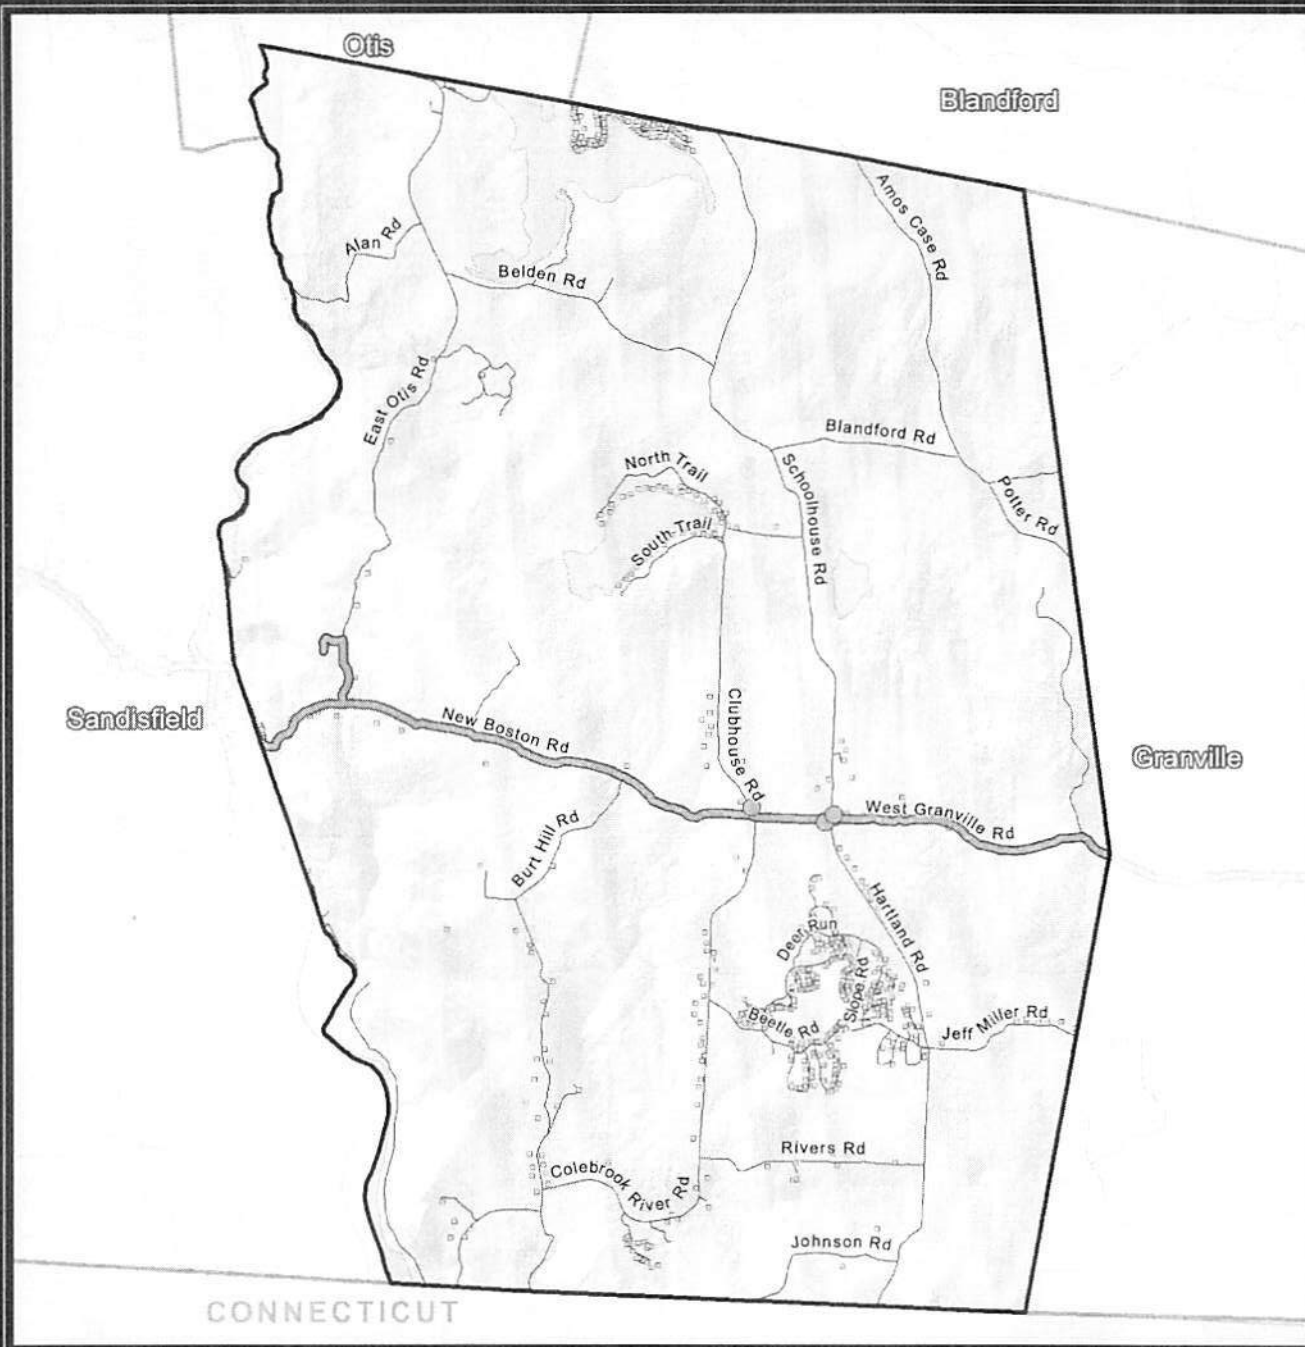 Otis
Blandford
Amos Case Rd
Alan Rd
Belden Rd
East Otis Rd
Blandford Rd
North Trail
Schoolhouse Rd
Potter Rd
South Trail
Sandisfield
New Boston Rd
Clubhouse Rd
Granville
West Granville Rd
Burt Hill Rd
Hartland Rd
Deer Run
Slope Rd
Beetle Rd
Jeff Miller Rd
Rivers Rd
Colebrook River Rd
Johnson Rd
CONNECTICUT